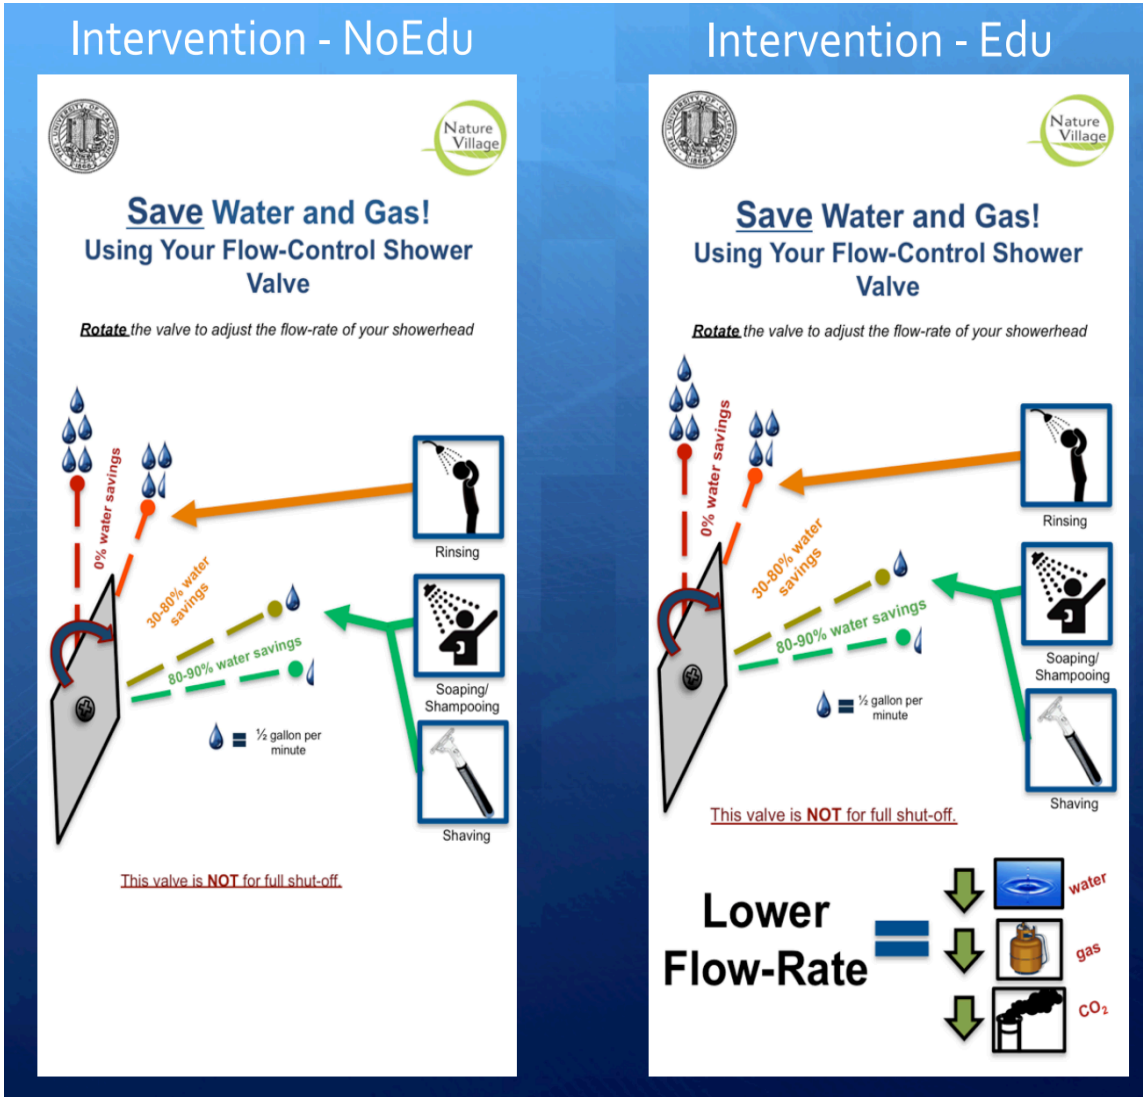 Intervention - NoEdu
Nature
Village
Save Water and Gas!
Using Your Flow-Control Shower
Valve
Rotate the valve to adjust the flow-rate of your showerhead
0% water savings
30-80% water
savings
80-90% water savings
½ gallon per
minute
Rinsing
Soaping/
Shampooing
Shaving
This valve is NOT for full shut-off.
Intervention - Edu
Nature
Village
Save Water and Gas!
Using Your Flow-Control Shower
Valve
Rotate the valve to adjust the flow-rate of your showerhead
0% water savings
30-80% water
savings
80-90% water savings
½ gallon per
minute
Rinsing
Soaping/
Shampooing
Shaving
This valve is NOT for full shut-off.
Lower
Flow-Rate
water
gas
CO₂